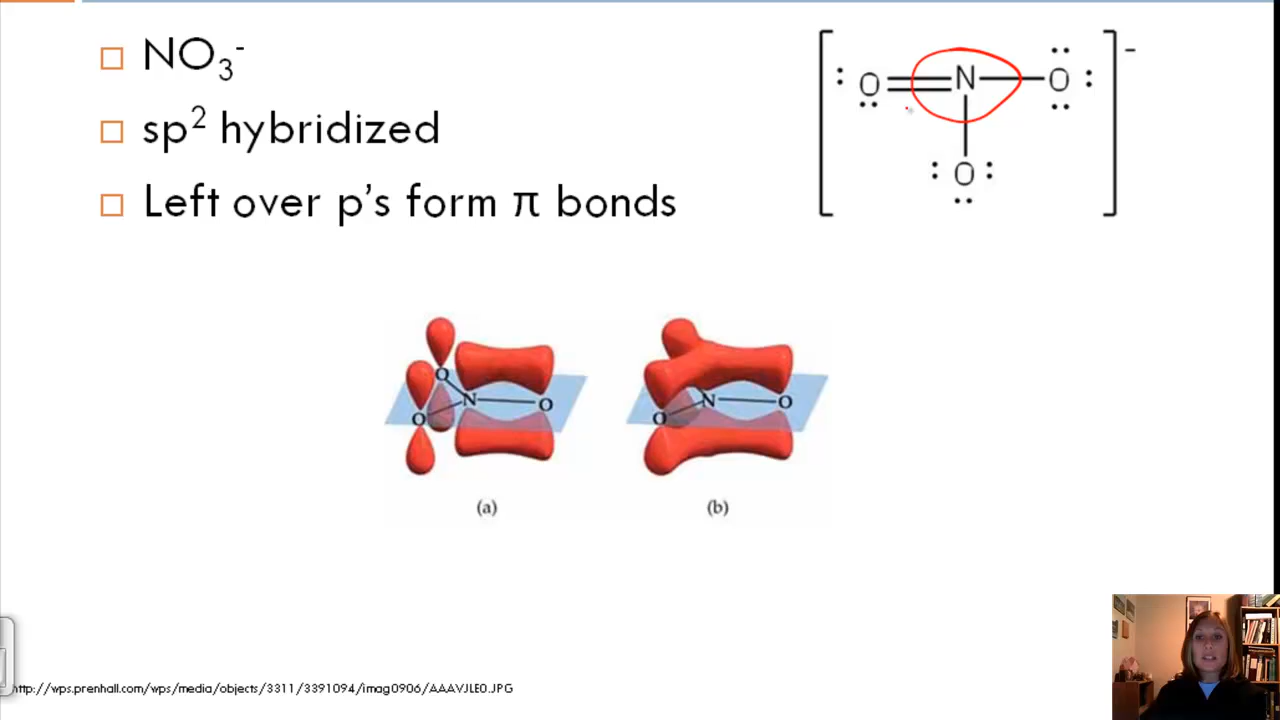 NO₃⁻
sp² hybridized
Left over p's form π bonds
O N O
O
−
O N O
O
O N O
(a) (b)
http://wps.prenhall.com/wps/media/objects/3311/3391094/imag0906/AAAVJLE0.JPG